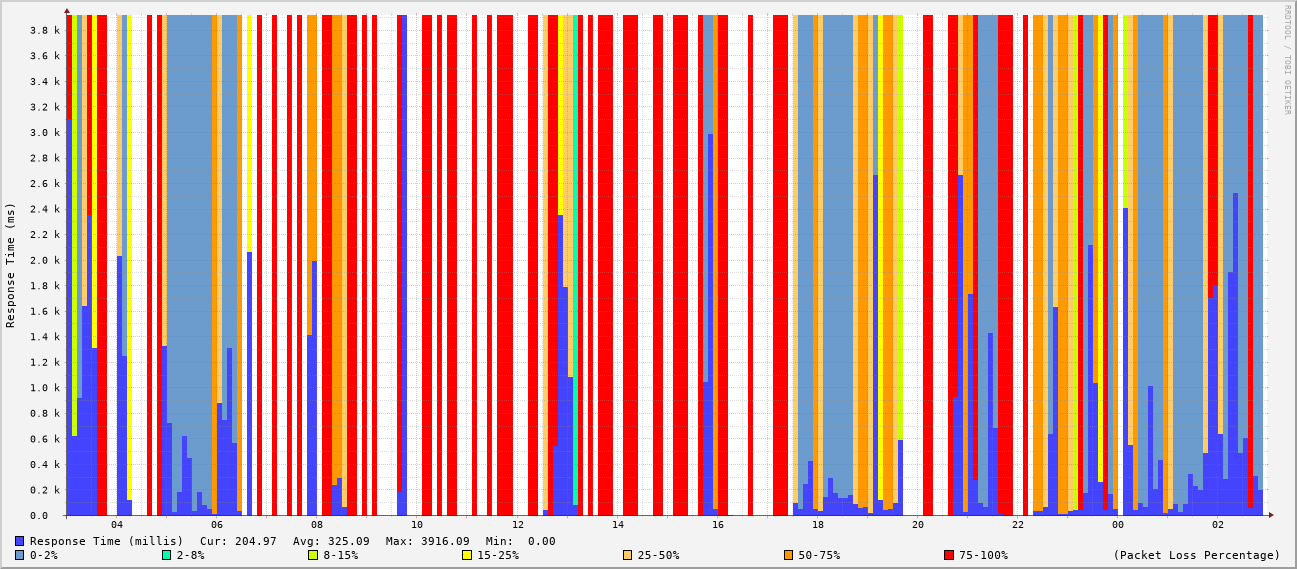 RRDTOOL / TOBI OETIKER
Response Time (ms)
3.8 k
3.6 k
3.4 k
3.2 k
3.0 k
2.8 k
2.6 k
2.4 k
2.2 k
2.0 k
1.8 k
1.6 k
1.4 k
1.2 k
1.0 k
0.8 k
0.6 k
0.4 k
0.2 k
0.0
04 06 08 10 12 14 16 18 20 22 00 02
Response Time (millis) Cur: 204.97 Avg: 325.09 Max: 3916.09 Min: 0.00
0-2% 2-8% 8-15% 15-25% 25-50% 50-75% 75-100% (Packet Loss Percentage)